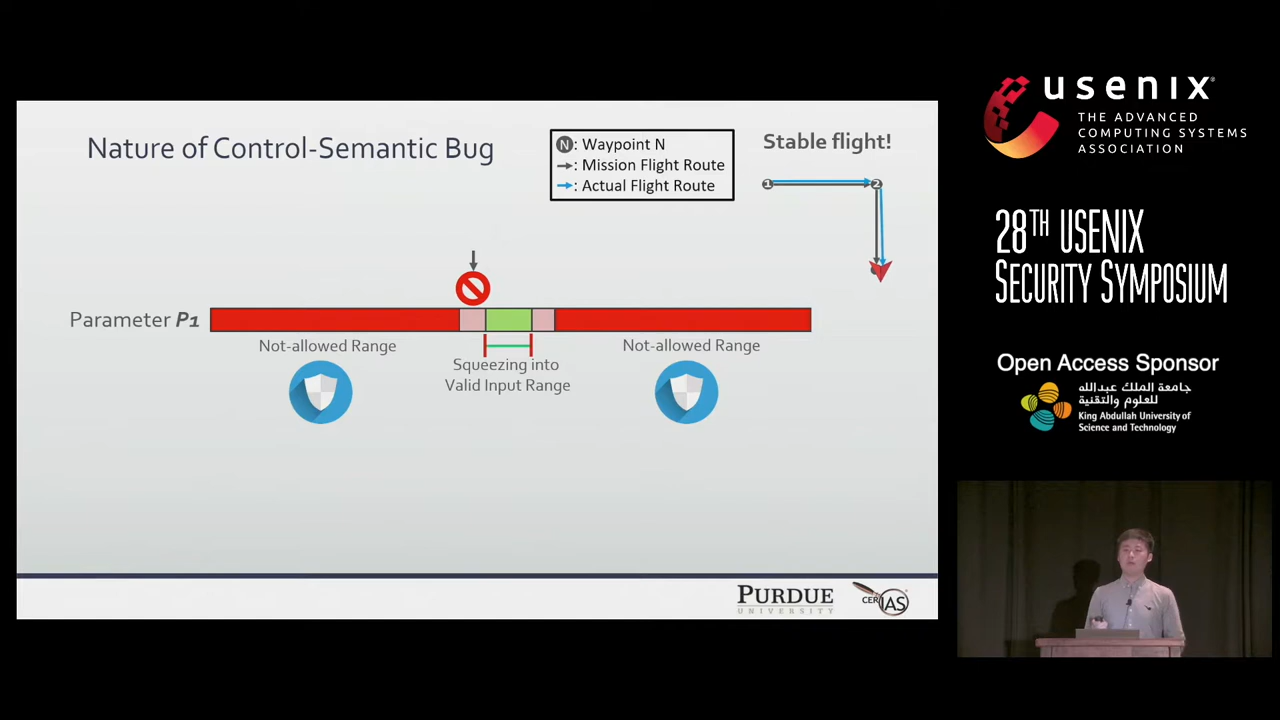 Nature of Control-Semantic Bug
N : Waypoint N
: Mission Flight Route
: Actual Flight Route
Stable flight!
1
2
Parameter P1
Not-allowed Range
Squeezing into
Valid Input Range
Not-allowed Range
PURDUE
UNIVERSITY
CERIAS
usenix
THE ADVANCED
COMPUTING SYSTEMS
ASSOCIATION
28TH USENIX
SECURITY SYMPOSIUM
Open Access Sponsor
جامعة الملك عبدالله
للعلوم والتقنية
King Abdullah University of
Science and Technology